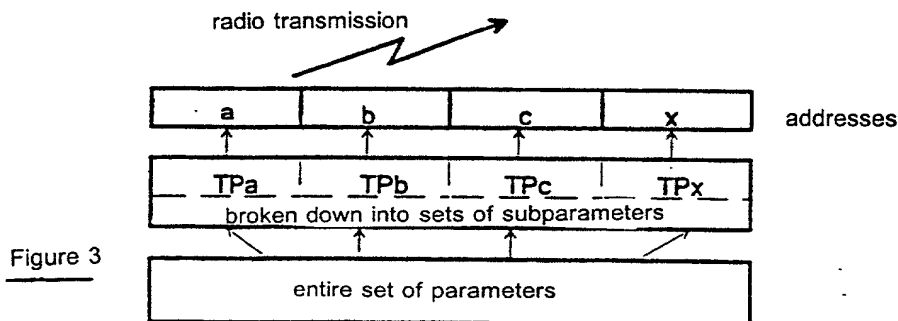 radio transmission
a b c x addresses
TPa TPb TPc TPx
broken down into sets of subparameters
Figure 3
entire set of parameters